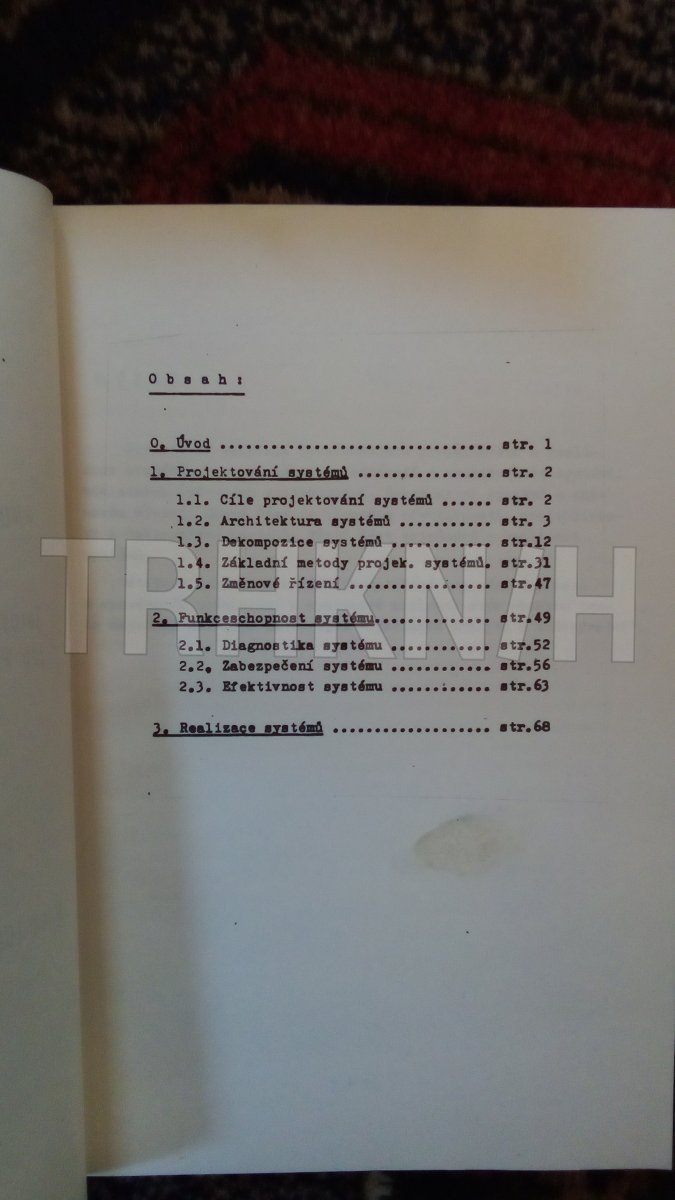 O b s a h :
0. Úvod ................................ str. 1
1. Projektování systémů ................ str. 2
1.1. Cíle projektování systémů ...... str. 2
1.2. Architektura systémů ........... str. 3
1.3. Dekompozice systémů ............ str.12
1.4. Základní metody projek. systémů. str.31
1.5. Změnové řízení ................. str.47
2. Funkceschopnost systému.............. str.49
2.1. Diagnostika systému ............ str.52
2.2. Zabezpečení systému ............ str.56
2.3. Efektivnost systému ............ str.63
3. Realizace systémů ................... str.68
TRHKNIH